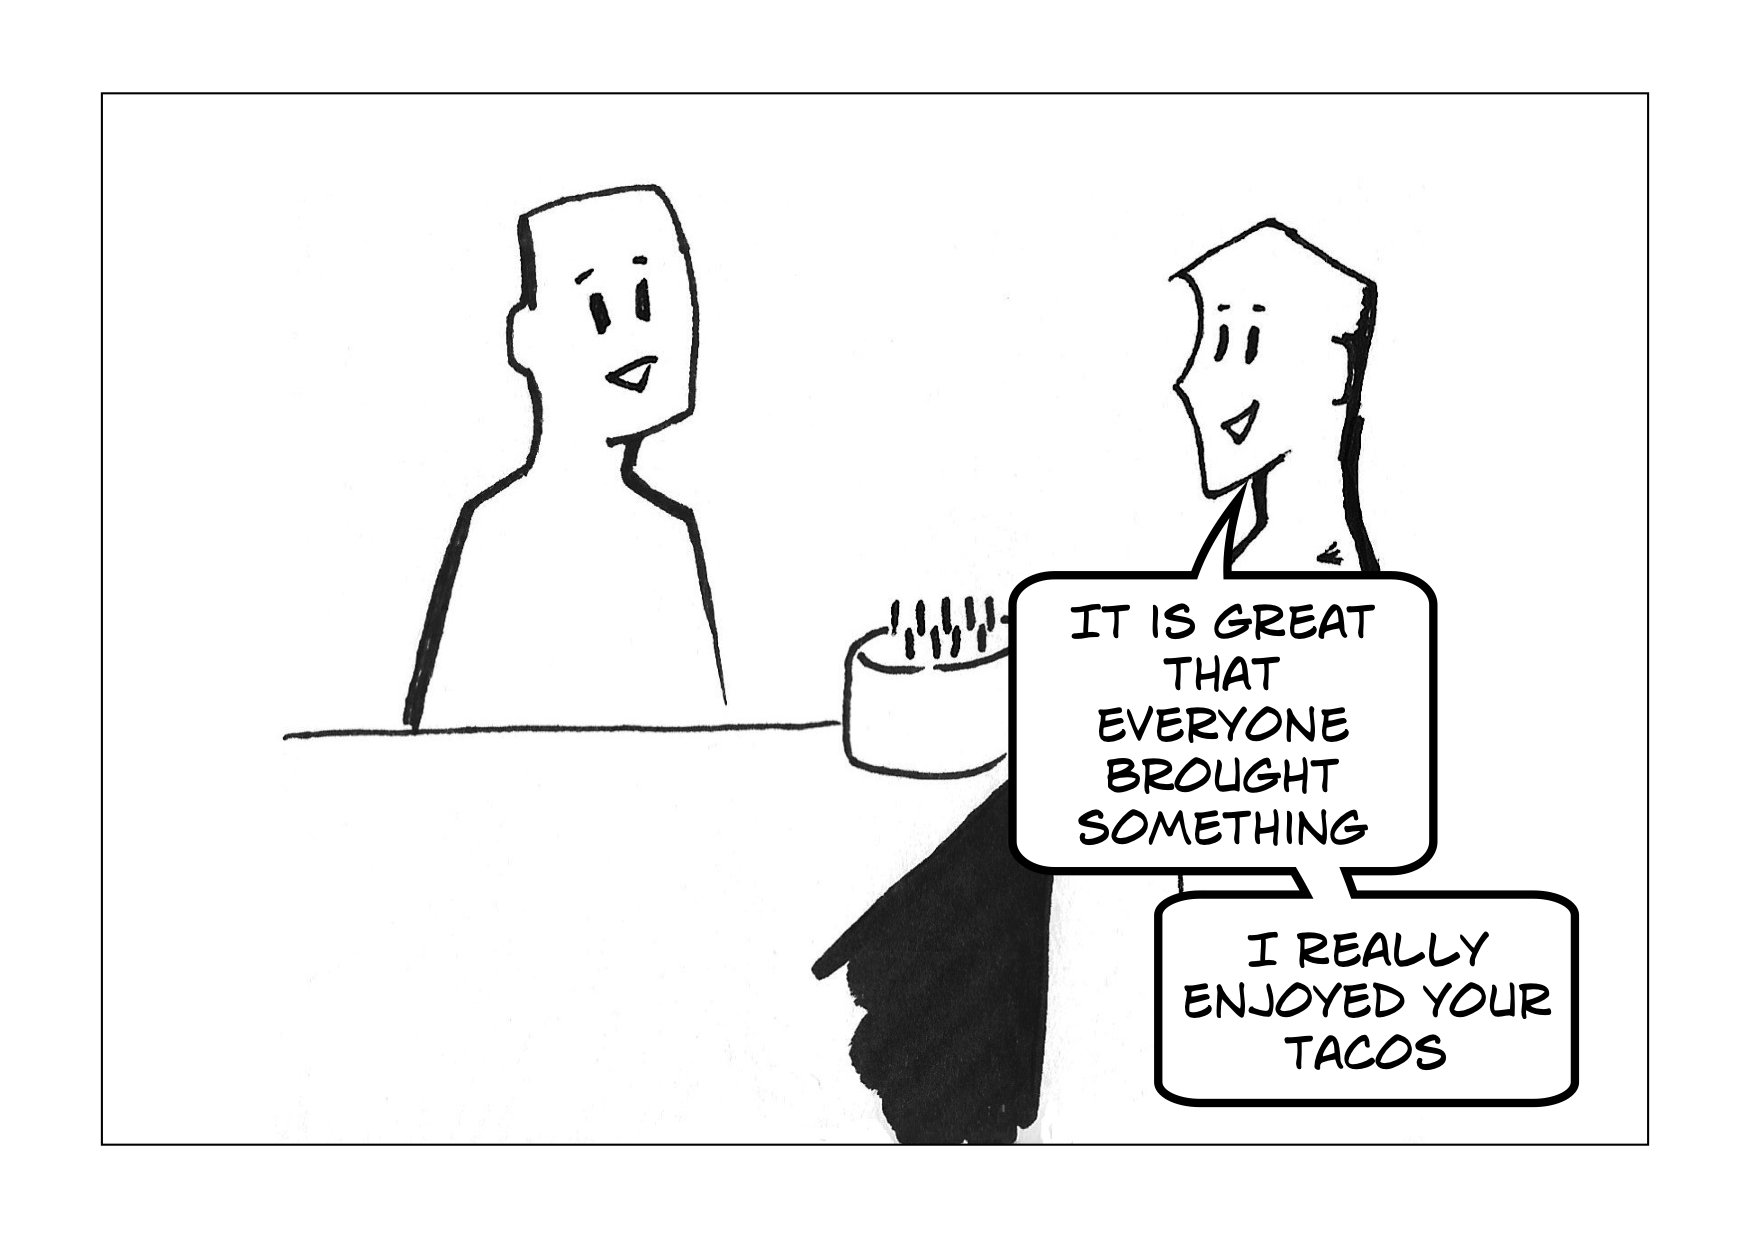 IT IS GREAT
THAT
EVERYONE
BROUGHT
SOMETHING
I REALLY
ENJOYED YOUR
TACOS